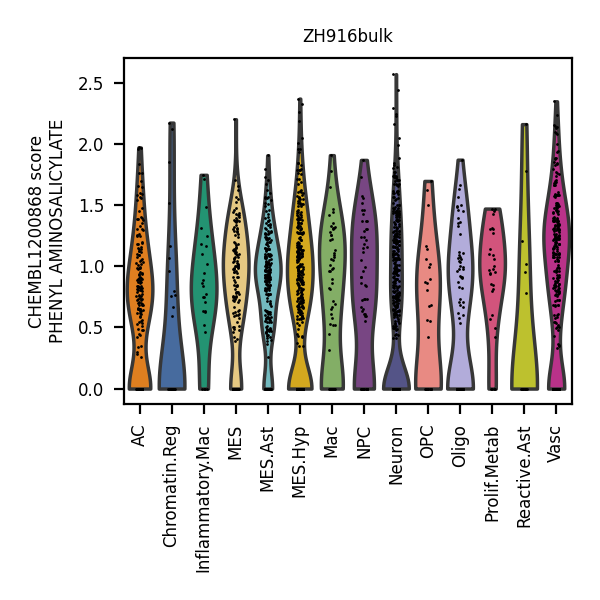 ZH916bulk
CHEMBL1200868 score
PHENYL AMINOSALICYLATE
2.5
2.0
1.5
1.0
0.5
0.0
AC
Chromatin.Reg
Inflammatory.Mac
MES
MES.Ast
MES.Hyp
Mac
NPC
Neuron
OPC
Oligo
Prolif.Metab
Reactive.Ast
Vasc